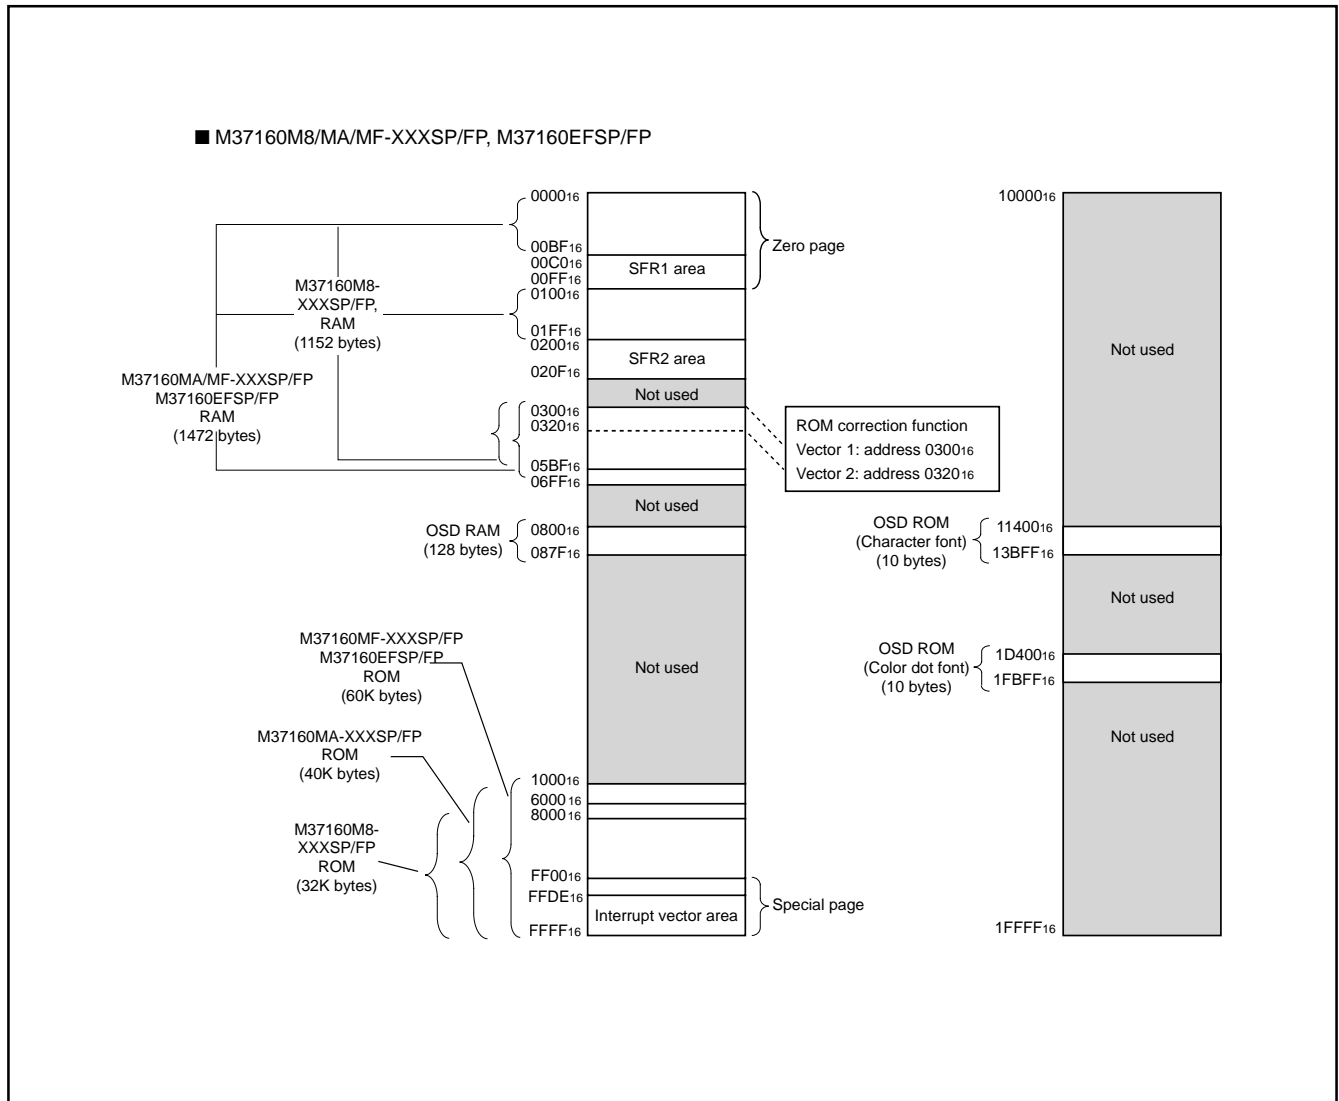 ■ M37160M8/MA/MF-XXXSP/FP, M37160EFSP/FP
0000₁₆
00BF₁₆
00C0₁₆
00FF₁₆
0100₁₆
01FF₁₆
0200₁₆
020F₁₆
0300₁₆
0320₁₆
05BF₁₆
06FF₁₆
0800₁₆
087F₁₆
1000₁₆
6000₁₆
8000₁₆
FF00₁₆
FFDE₁₆
FFFF₁₆
SFR1 area
SFR2 area
Not used
Not used
Not used
Interrupt vector area
Zero page
Special page
M37160M8-
XXXSP/FP,
RAM
(1152 bytes)
M37160MA/MF-XXXSP/FP
M37160EFSP/FP
RAM
(1472 bytes)
OSD RAM
(128 bytes)
M37160MF-XXXSP/FP
M37160EFSP/FP
ROM
(60K bytes)
M37160MA-XXXSP/FP
ROM
(40K bytes)
M37160M8-
XXXSP/FP
ROM
(32K bytes)
ROM correction function
Vector 1: address 0300₁₆
Vector 2: address 0320₁₆
10000₁₆
Not used
OSD ROM
(Character font)
(10 bytes)
11400₁₆
13BFF₁₆
Not used
OSD ROM
(Color dot font)
(10 bytes)
1D400₁₆
1FBFF₁₆
Not used
1FFFF₁₆